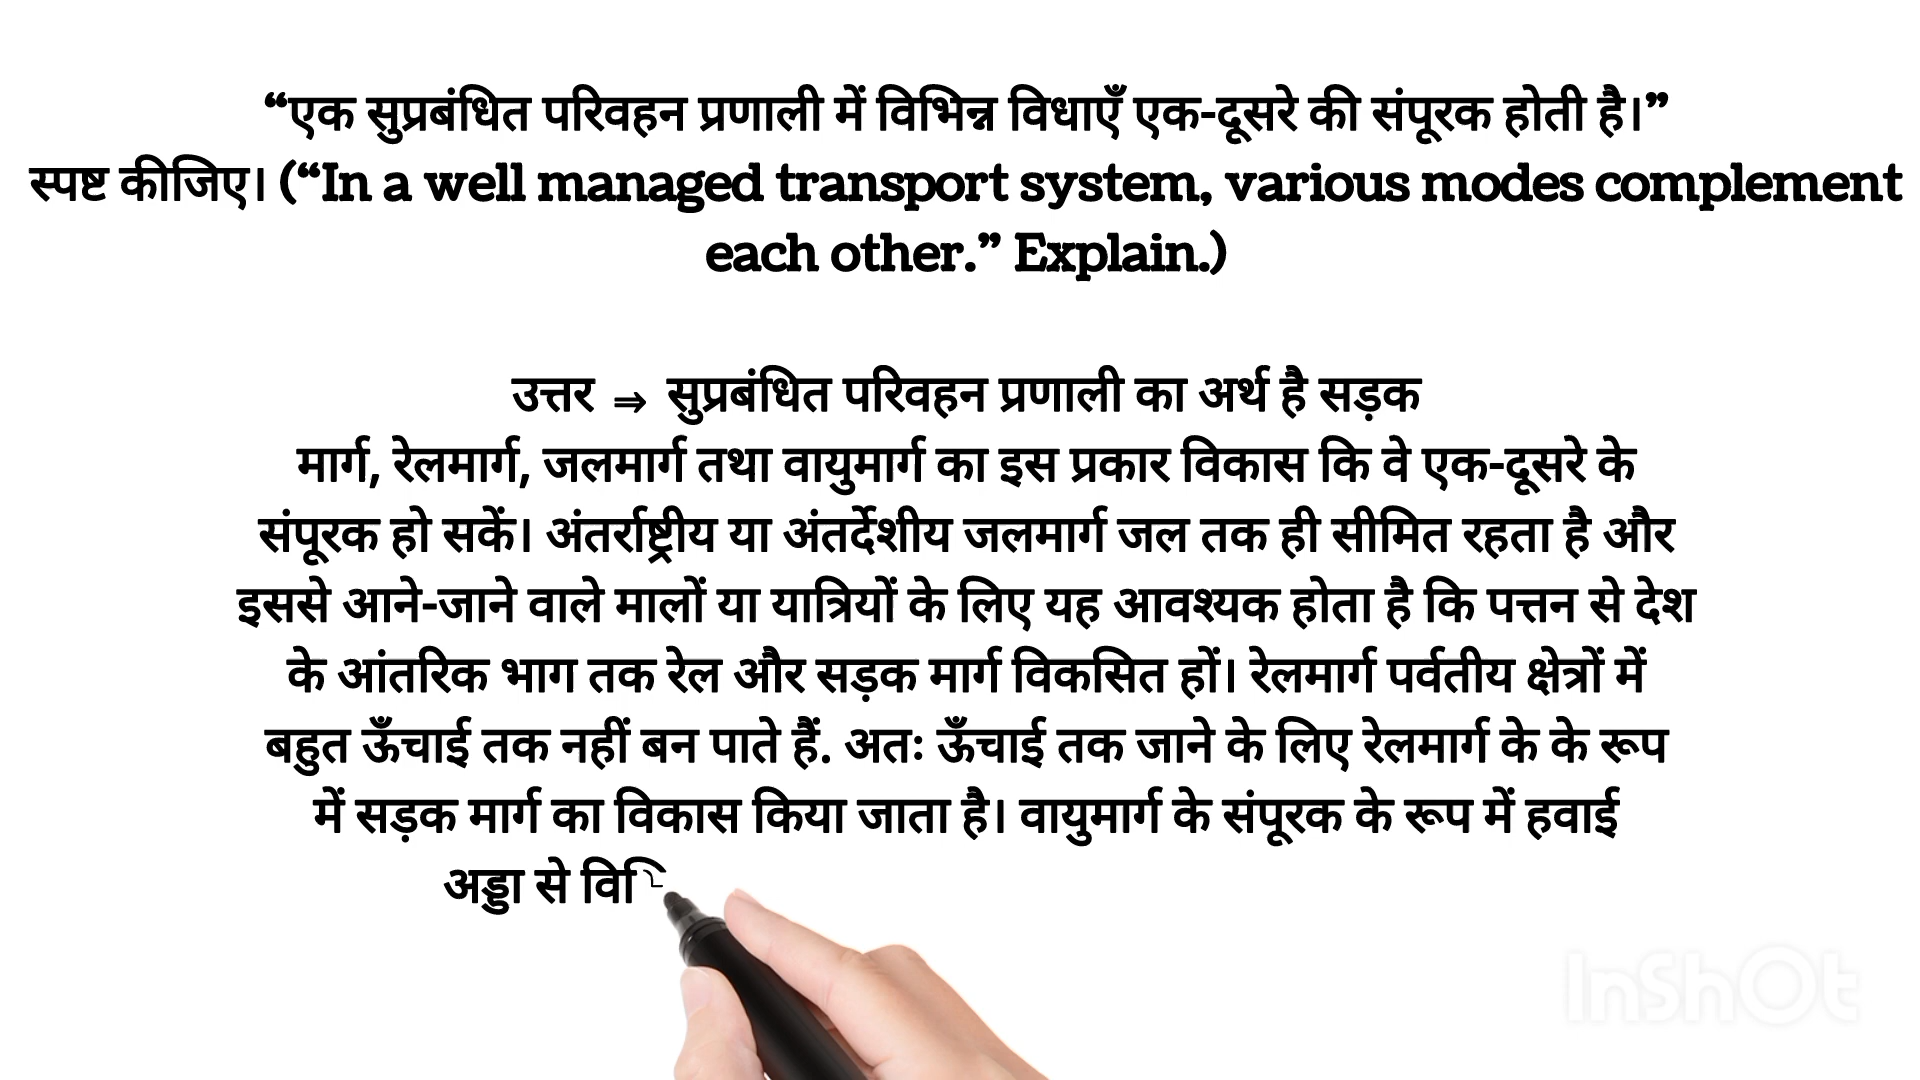 “एक सुप्रबंधित परिवहन प्रणाली में विभिन्न विधाएँ एक-दूसरे की संपूरक होती है।”
स्पष्ट कीजिए। (“In a well managed transport system, various modes complement
each other.” Explain.)
उत्तर ⇒ सुप्रबंधित परिवहन प्रणाली का अर्थ है सड़क
मार्ग, रेलमार्ग, जलमार्ग तथा वायुमार्ग का इस प्रकार विकास कि वे एक-दूसरे के
संपूरक हो सकें। अंतर्राष्ट्रीय या अंतर्देशीय जलमार्ग जल तक ही सीमित रहता है और
इससे आने-जाने वाले मालों या यात्रियों के लिए यह आवश्यक होता है कि पत्तन से देश
के आंतरिक भाग तक रेल और सड़क मार्ग विकसित हों। रेलमार्ग पर्वतीय क्षेत्रों में
बहुत ऊँचाई तक नहीं बन पाते हैं. अतः ऊँचाई तक जाने के लिए रेलमार्ग के के रूप
में सड़क मार्ग का विकास किया जाता है। वायुमार्ग के संपूरक के रूप में हवाई
अड्डा से
InShOt